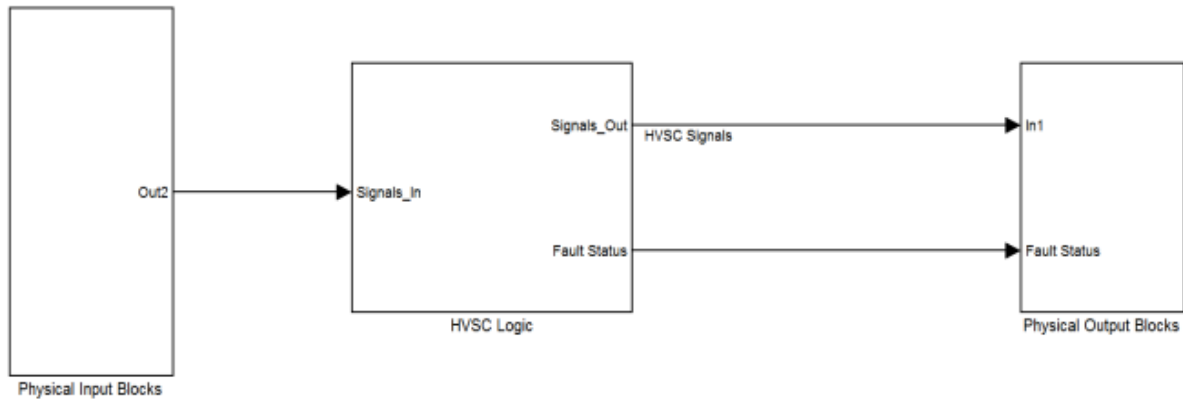 Out2
Physical Input Blocks
Signals_In
Signals_Out
Fault Status
HVSC Logic
HVSC Signals
In1
Fault Status
Physical Output Blocks